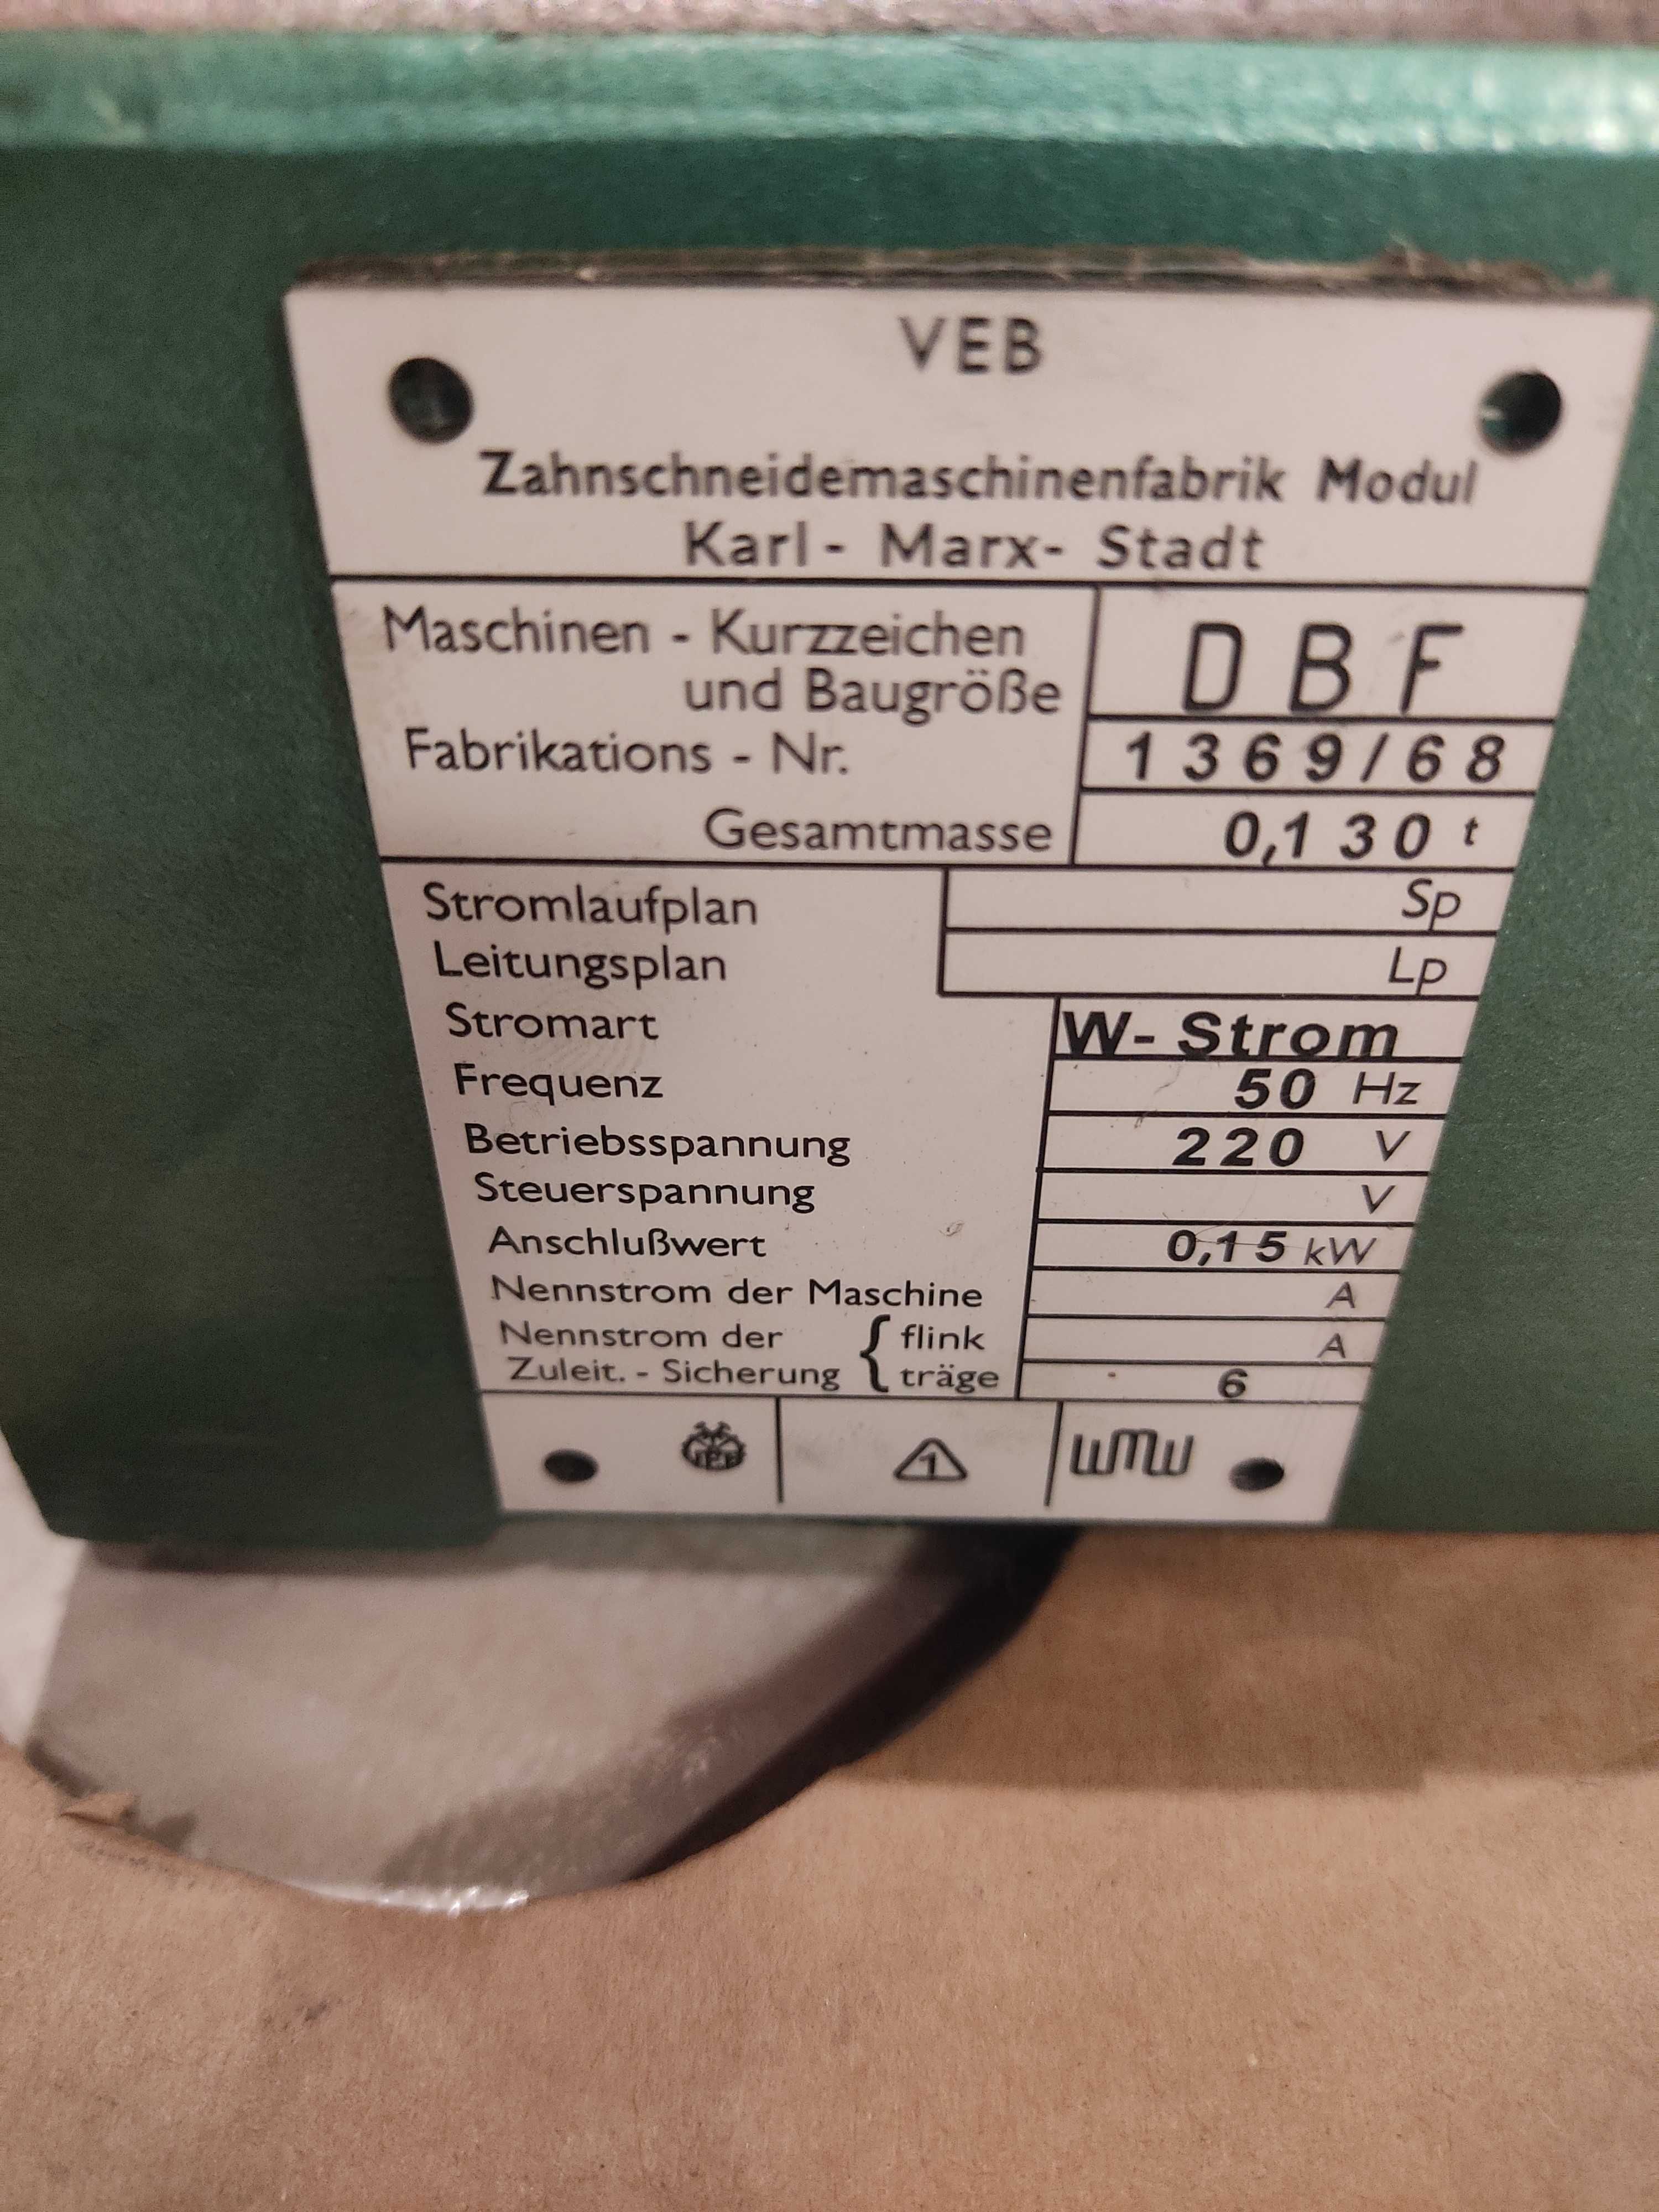 VEB
Zahnschneidemaschinenfabrik Modul
Karl - Marx - Stadt
Maschinen - Kurzzeichen
und Baugröße
DBF
Fabrikations - Nr. 1369/68
Gesamtmasse 0,130 t
Stromlaufplan Sp
Leitungsplan Lp
Stromart W- Strom
Frequenz 50 Hz
Betriebsspannung 220 V
Steuerspannung V
Anschlußwert 0,15 kW
Nennstrom der Maschine A
Nennstrom der { flink A
Zuleit. - Sicherung { träge 6
1 WMW